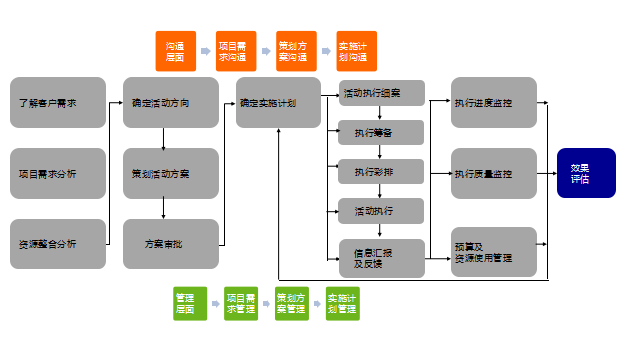 沟通
层面
项目需
求沟通
策划方
案沟通
实施计
划沟通
了解客户需求
确定活动方向
确定实施计划
活动执行细案
执行进度监控
执行筹备
项目需求分析
策划活动方案
执行彩排
执行质量监控
效果
评估
活动执行
资源整合分析
方案审批
信息汇报
及反馈
预算及
资源使用管理
管理
层面
项目需
求管理
策划方
案管理
实施计
划管理